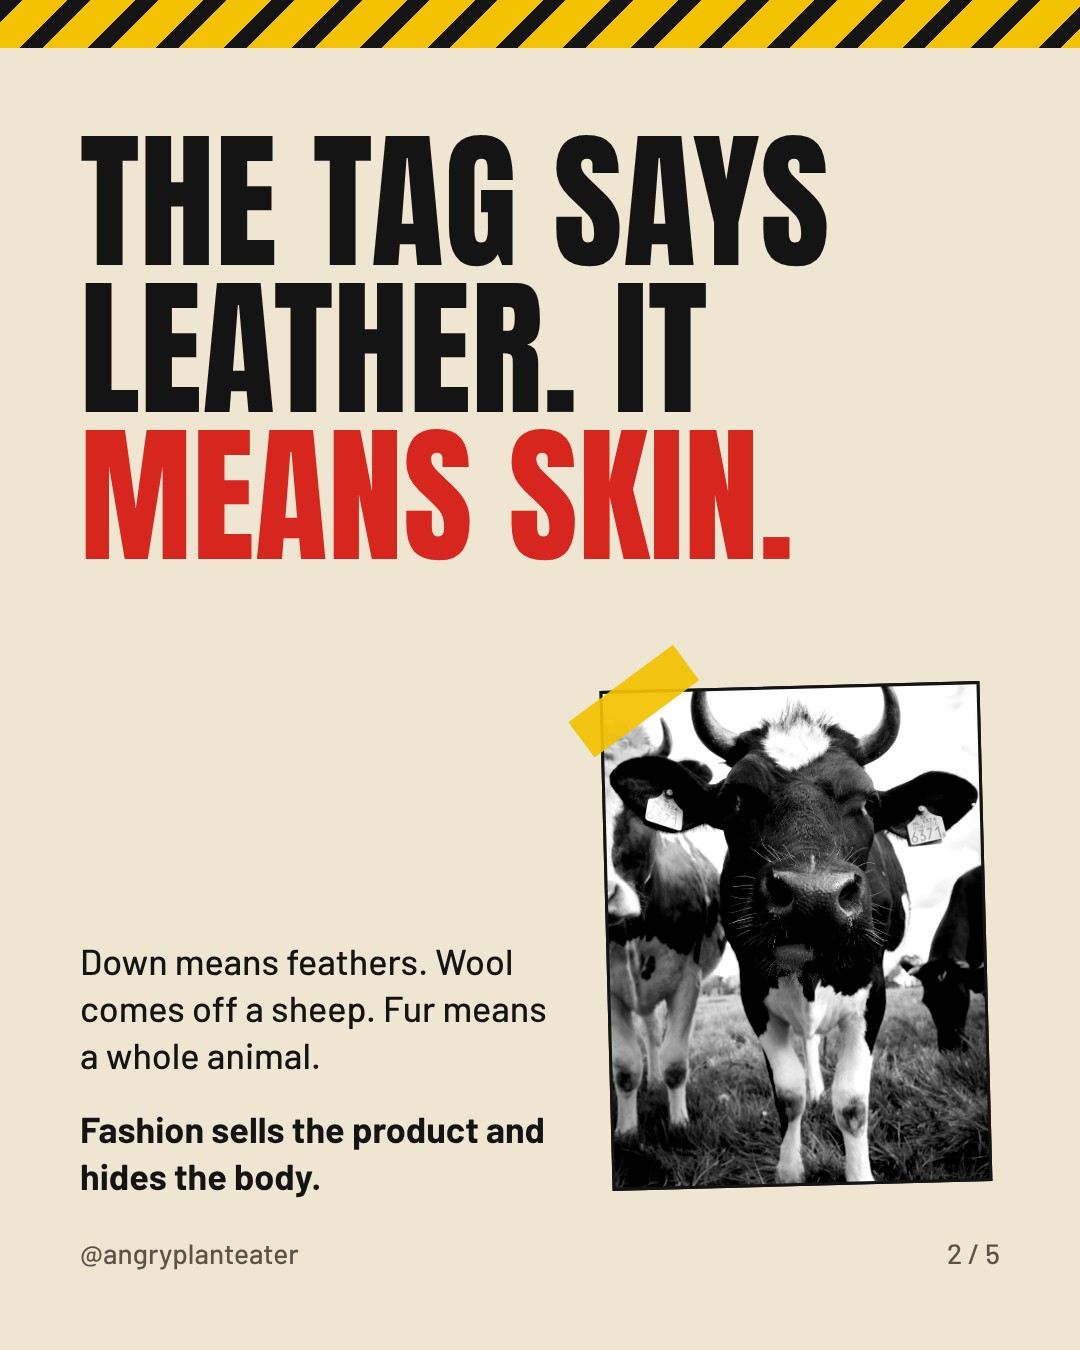 THE TAG SAYS
LEATHER. IT
MEANS SKIN.
6371
Down means feathers. Wool
comes off a sheep. Fur means
a whole animal.
Fashion sells the product and
hides the body.
@angryplanteater
2 / 5